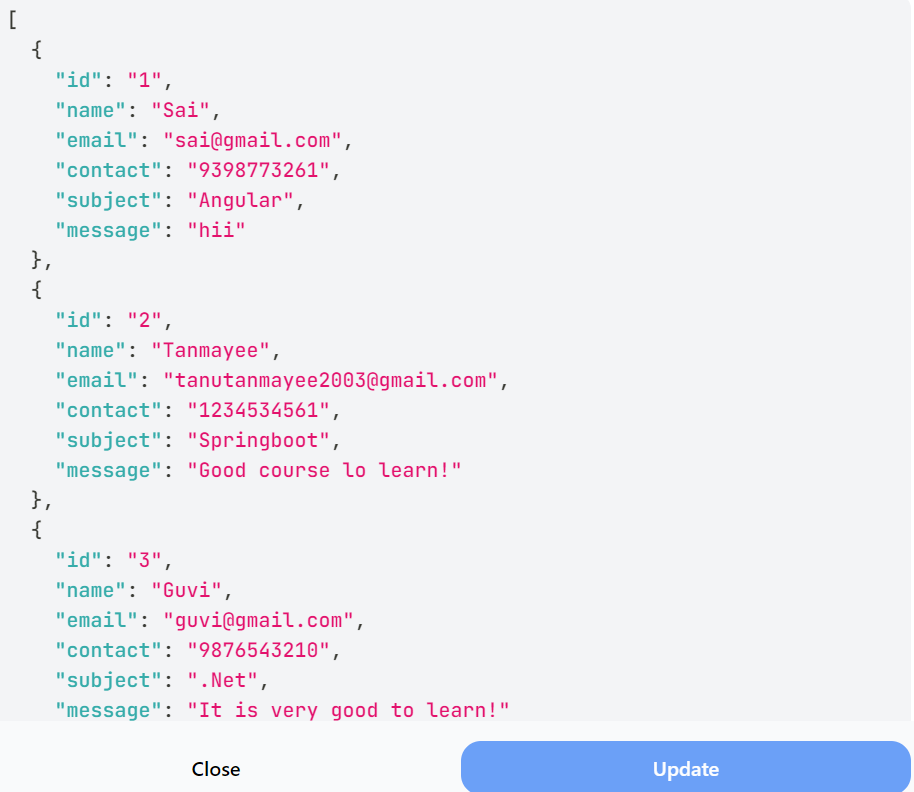 [
  {
    "id": "1",
    "name": "Sai",
    "email": "sai@gmail.com",
    "contact": "9398773261",
    "subject": "Angular",
    "message": "hii"
  },
  {
    "id": "2",
    "name": "Tanmayee",
    "email": "tanutanmayee2003@gmail.com",
    "contact": "1234534561",
    "subject": "Springboot",
    "message": "Good course lo learn!"
  },
  {
    "id": "3",
    "name": "Guvi",
    "email": "guvi@gmail.com",
    "contact": "9876543210",
    "subject": ".Net",
    "message": "It is very good to learn!"
Close
Update